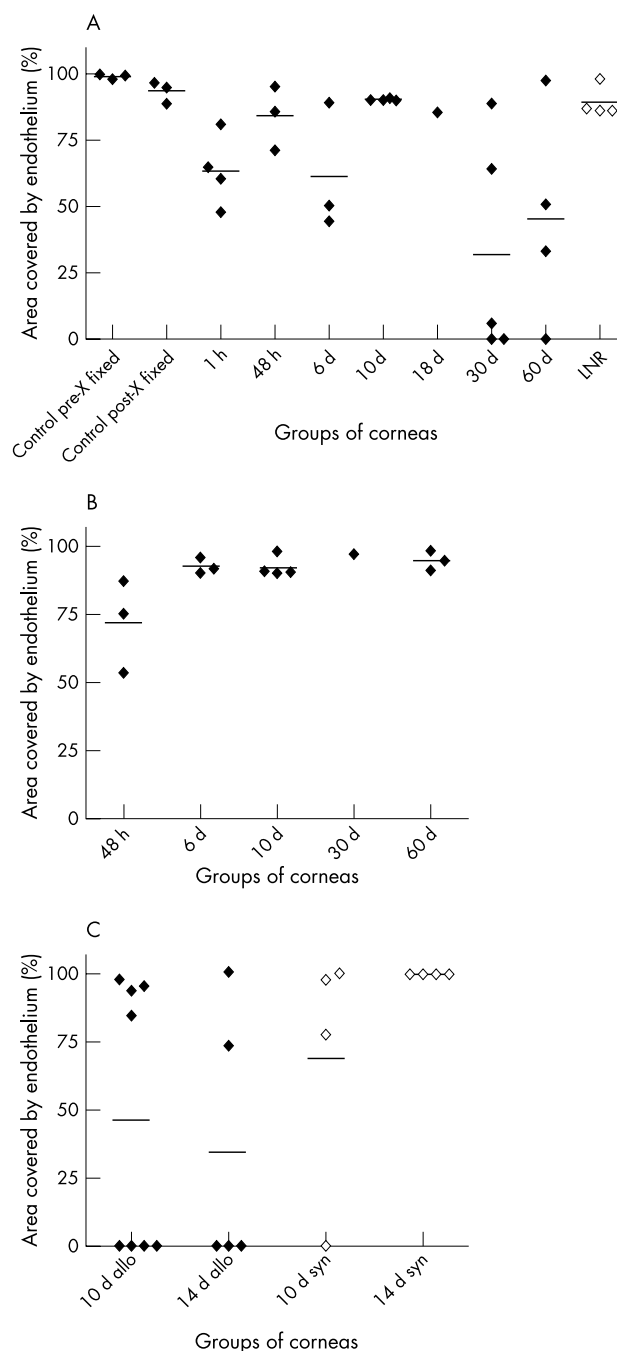 A
Area covered by endothelium (%)
100
75
50
25
0
Control pre-X fixed
Control post-X fixed
1 h
48 h
6 d
10 d
18 d
30 d
60 d
LNR
Groups of corneas
B
Area covered by endothelium (%)
100
75
50
25
0
48 h
6 d
10 d
30 d
60 d
Groups of corneas
C
Area covered by endothelium (%)
100
75
50
25
0
10 d allo
14 d allo
10 d syn
14 d syn
Groups of corneas